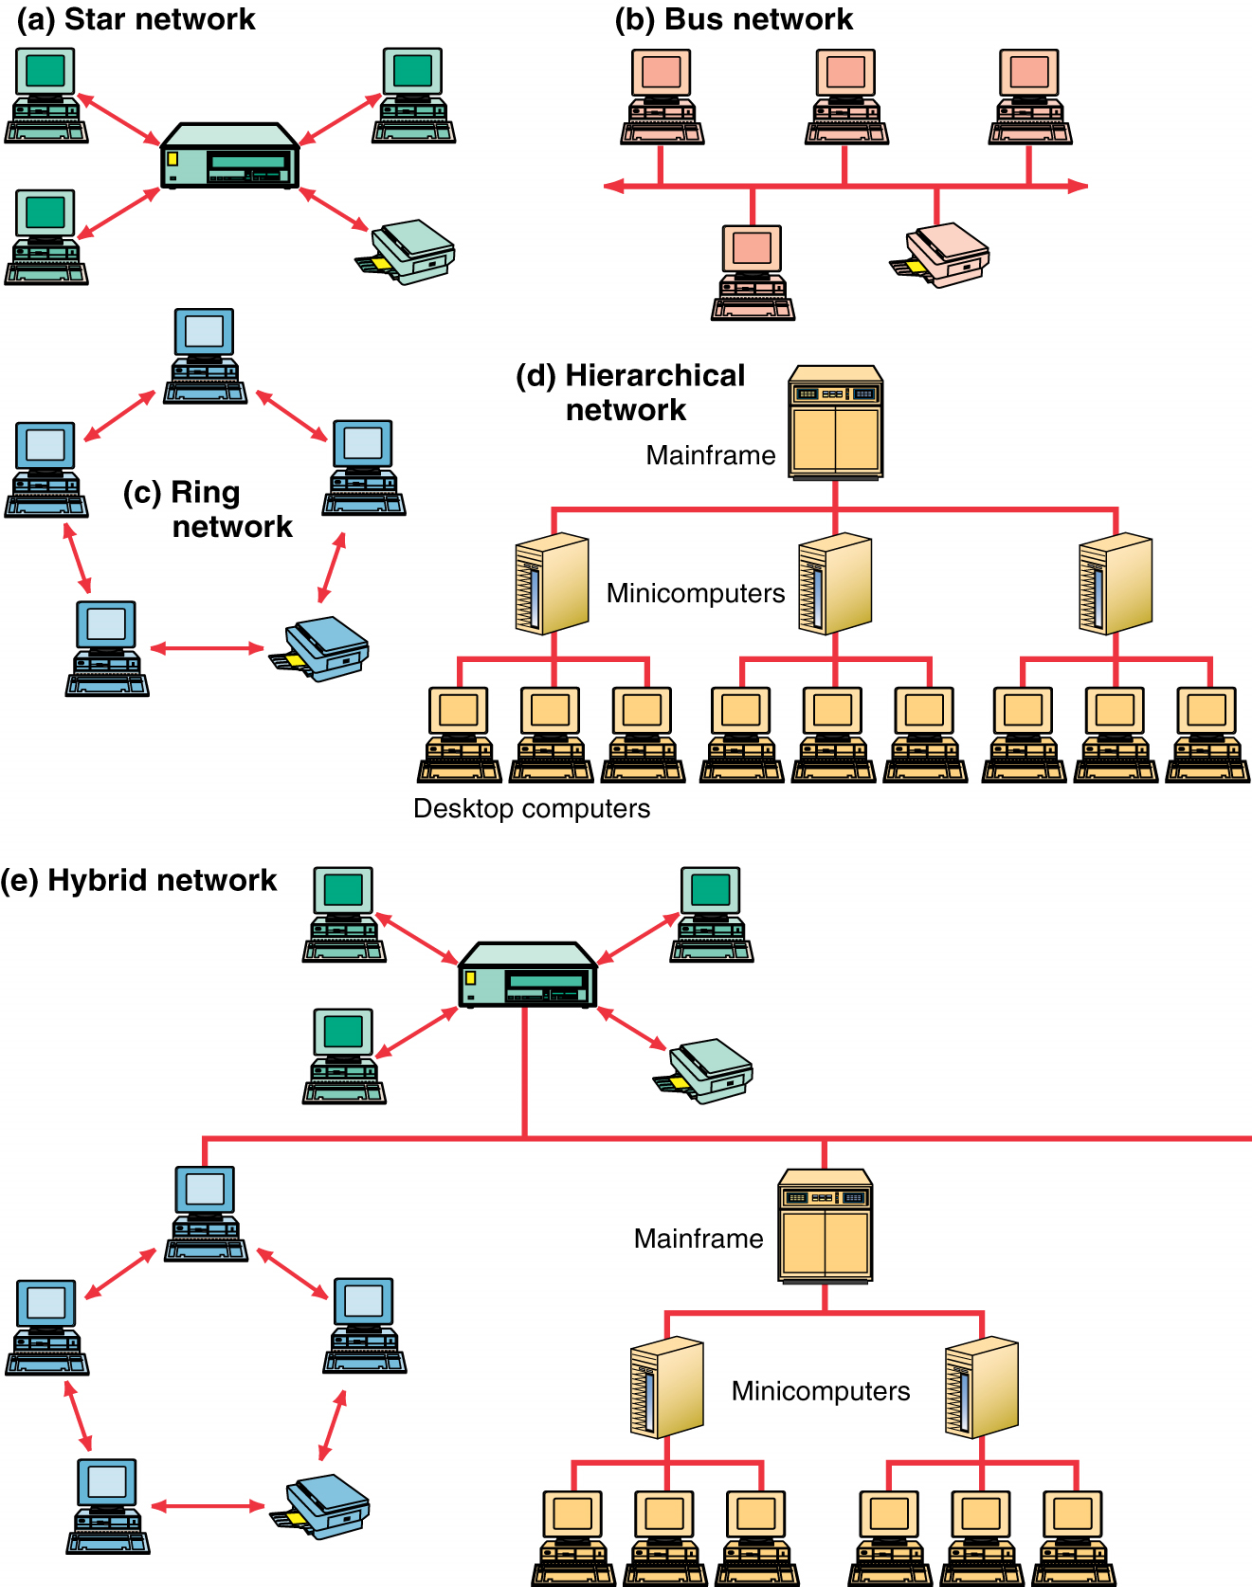 (a) Star network
(b) Bus network
(c) Ring
network
(d) Hierarchical
network
Mainframe
Minicomputers
Desktop computers
(e) Hybrid network
Mainframe
Minicomputers